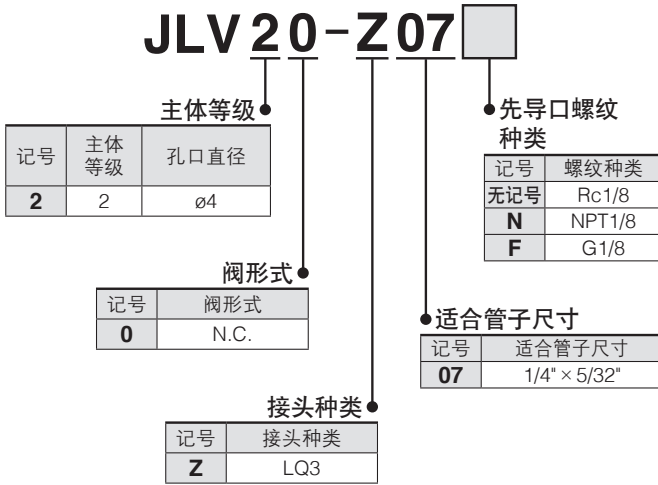 JLV20-Z07
主体等级
记号 主体等级 孔口直径
2 2 ø4
阀形式
记号 阀形式
0 N.C.
接头种类
记号 接头种类
Z LQ3
先导口螺纹
种类
记号 螺纹种类
无记号 Rc1/8
N NPT1/8
F G1/8
适合管子尺寸
记号 适合管子尺寸
07 1/4"×5/32"